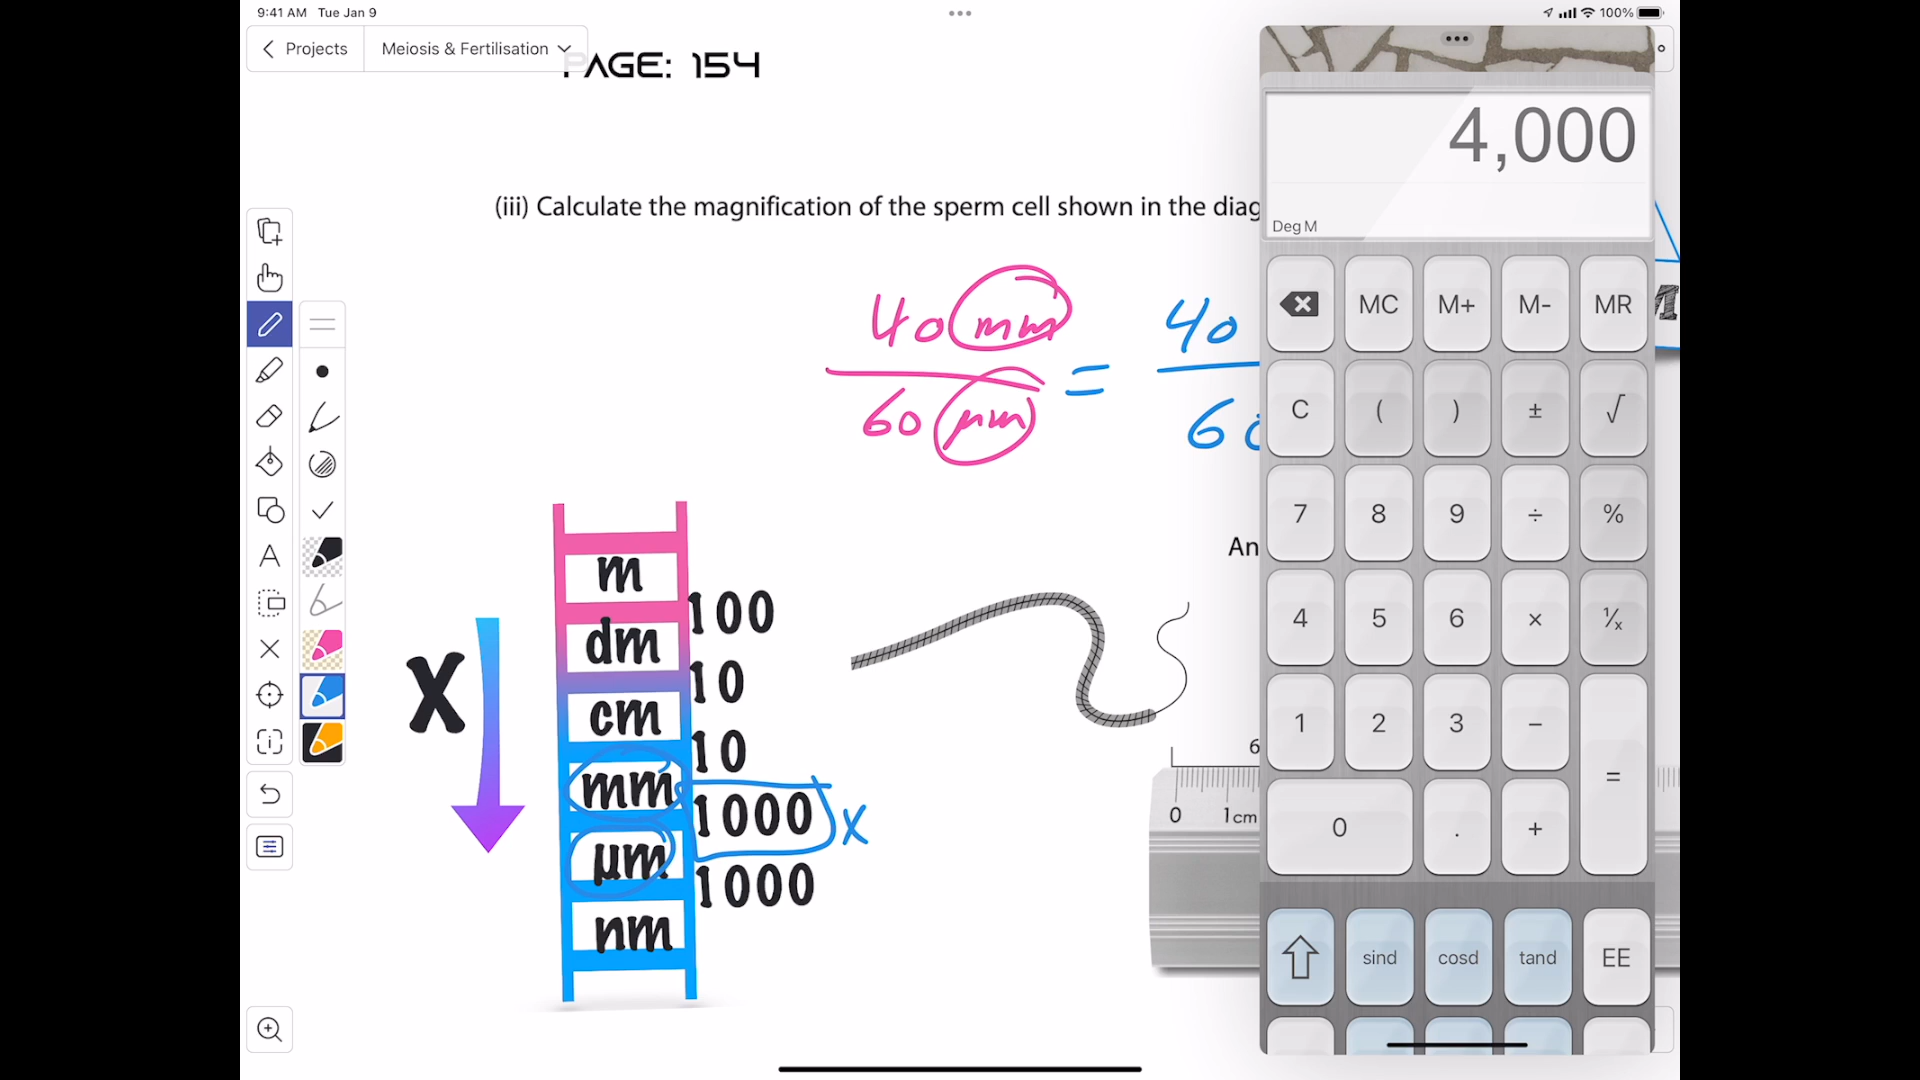 9:41 AM Tue Jan 9
100%
Projects
Meiosis & Fertilisation
PAGE: 154
4,000
Deg M
(iii) Calculate the magnification of the sperm cell shown in the diag
40 mm
60 µm
=
40
60
MC M+ M- MR
C ( ) ± √
7 8 9 ÷ %
4 5 6 × 1/x
1 2 3 −
0 . + =
sind cosd tand EE
An
m
100
dm
10
cm
10
mm
1000
x
µm
1000
nm
X
6
0 1cm